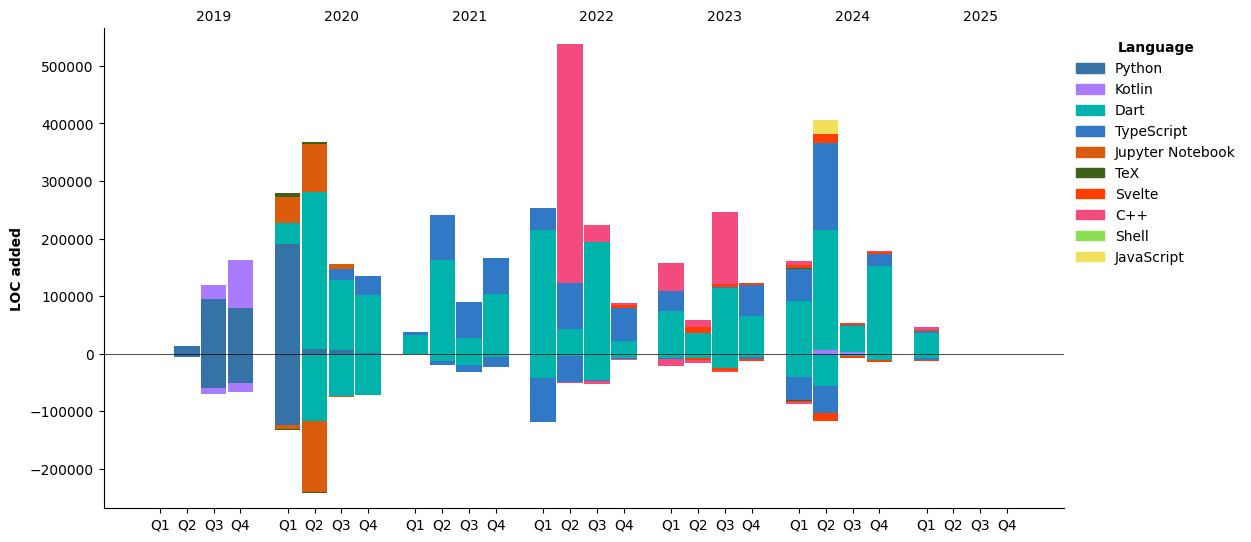 2019 2020 2021 2022 2023 2024 2025
LOC added
500000
400000
300000
200000
100000
0
−100000
−200000
Q1 Q2 Q3 Q4 Q1 Q2 Q3 Q4 Q1 Q2 Q3 Q4 Q1 Q2 Q3 Q4 Q1 Q2 Q3 Q4 Q1 Q2 Q3 Q4 Q1 Q2 Q3 Q4
Language
Python
Kotlin
Dart
TypeScript
Jupyter Notebook
TeX
Svelte
C++
Shell
JavaScript